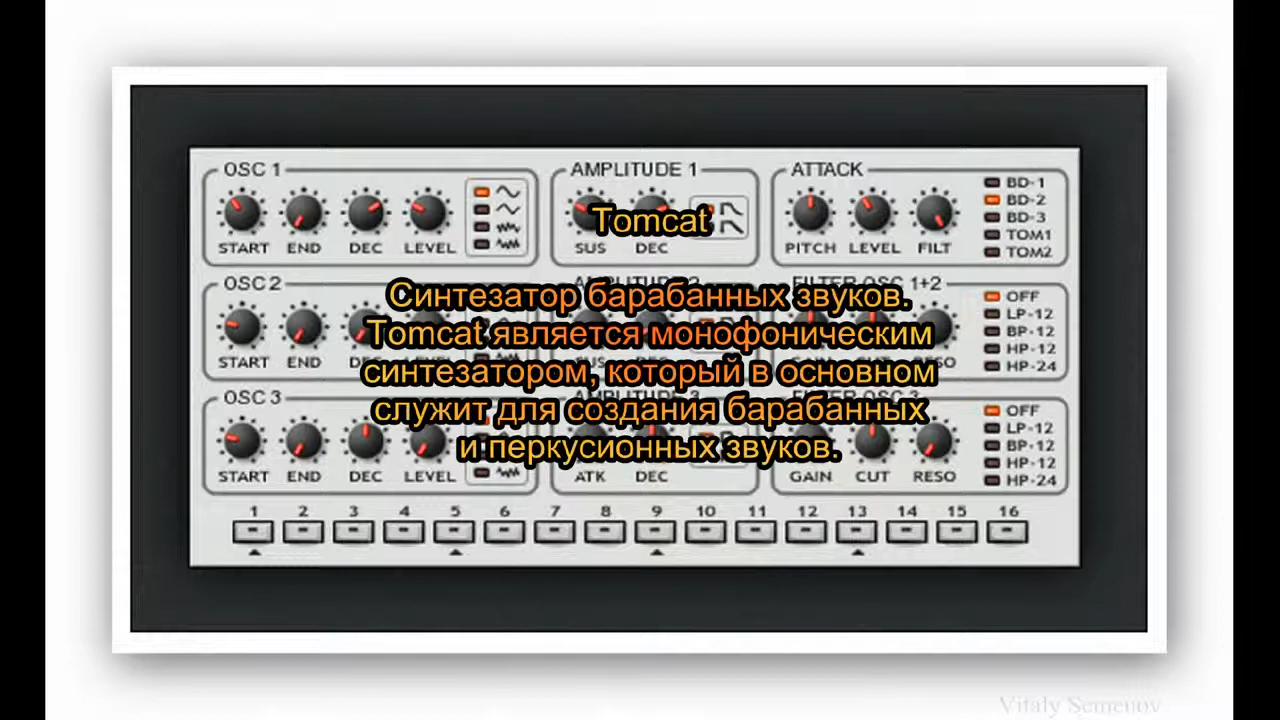 OSC 1 AMPLITUDE 1 ATTACK
BD-1
BD-2
BD-3
TOM1
TOM2
START END DEC LEVEL SUS DEC PITCH LEVEL FILT
Tomcat
OSC 2 FILTER OSC 1+2
OFF
LP-12
BP-12
HP-12
HP-24
START END
Синтезатор барабанных звуков.
Tomcat является монофоническим
синтезатором, который в основном
служит для создания барабанных
и перкусионных звуков.
OSC 3
OFF
LP-12
BP-12
HP-12
HP-24
START END DEC LEVEL ATK DEC GAIN CUT RESO
1 2 3 4 5 6 7 8 9 10 11 12 13 14 15 16
Vitaly Semenov